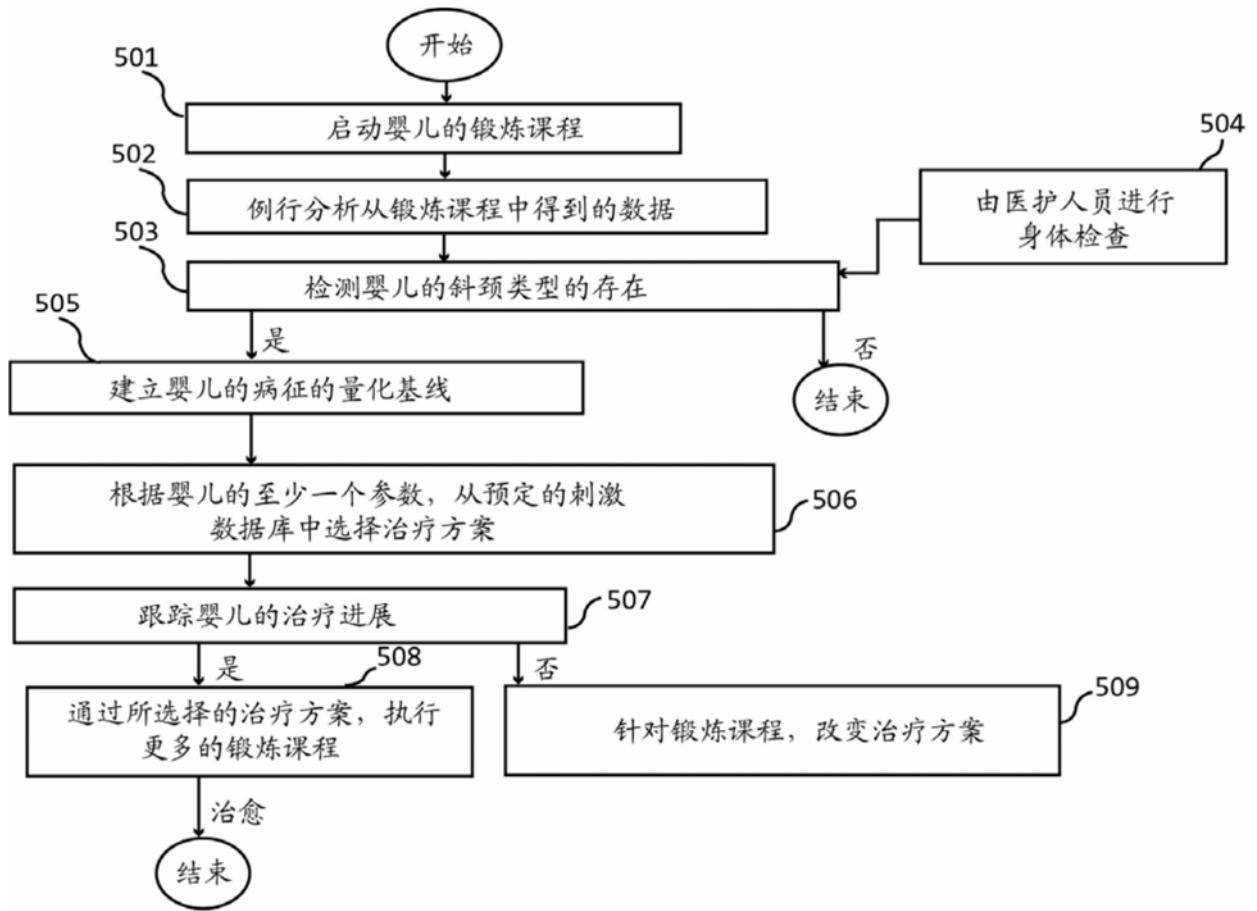 开始
501
启动婴儿的锻炼课程
502
例行分析从锻炼课程中得到的数据
504
由医护人员进行
身体检查
503
检测婴儿的斜颈类型的存在
505
是
否
建立婴儿的病征的量化基线
结束
根据婴儿的至少一个参数，从预定的刺激
数据库中选择治疗方案
506
跟踪婴儿的治疗进展
507
是
508
否
通过所选择的治疗方案，执行
更多的锻炼课程
针对锻炼课程，改变治疗方案
509
治愈
结束